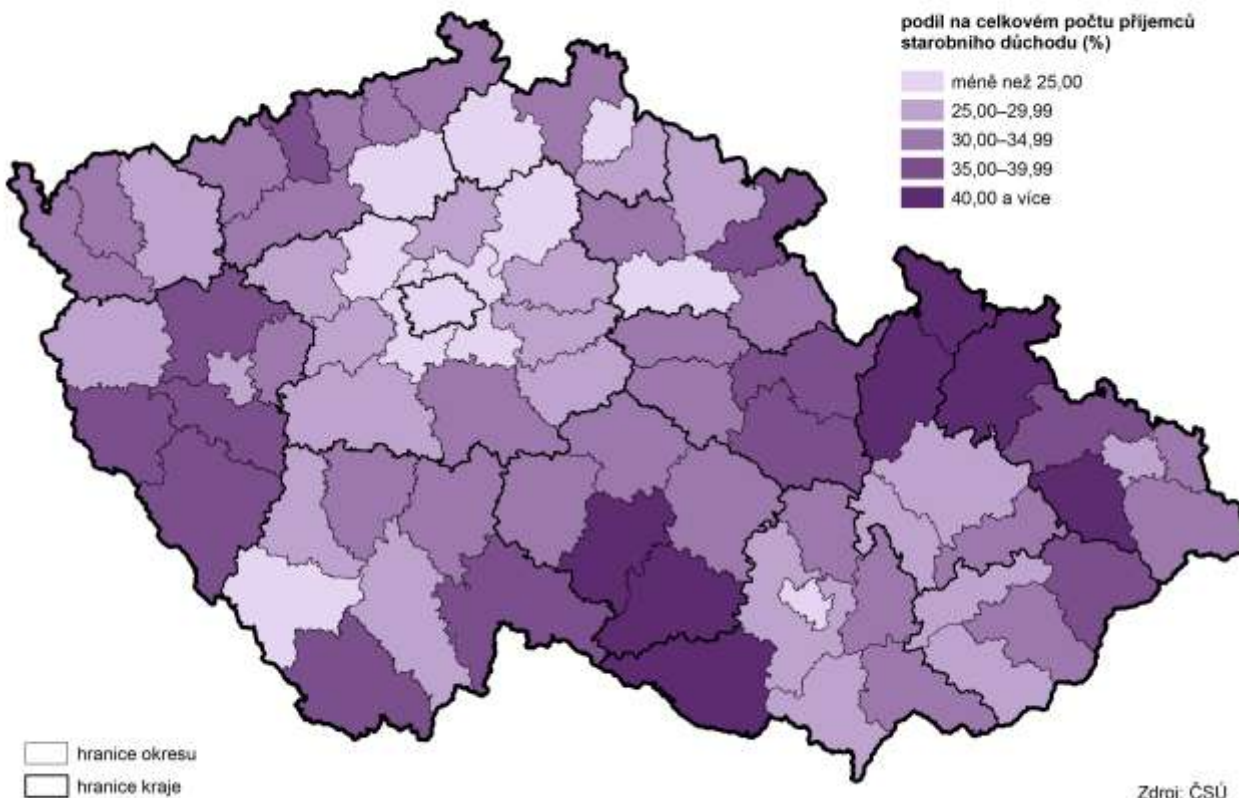 podíl na celkovém počtu příjemců
starobního důchodu (%)
méně než 25,00
25,00–29,99
30,00–34,99
35,00–39,99
40,00 a více
hranice okresu
hranice kraje
Zdroj: ČSÚ